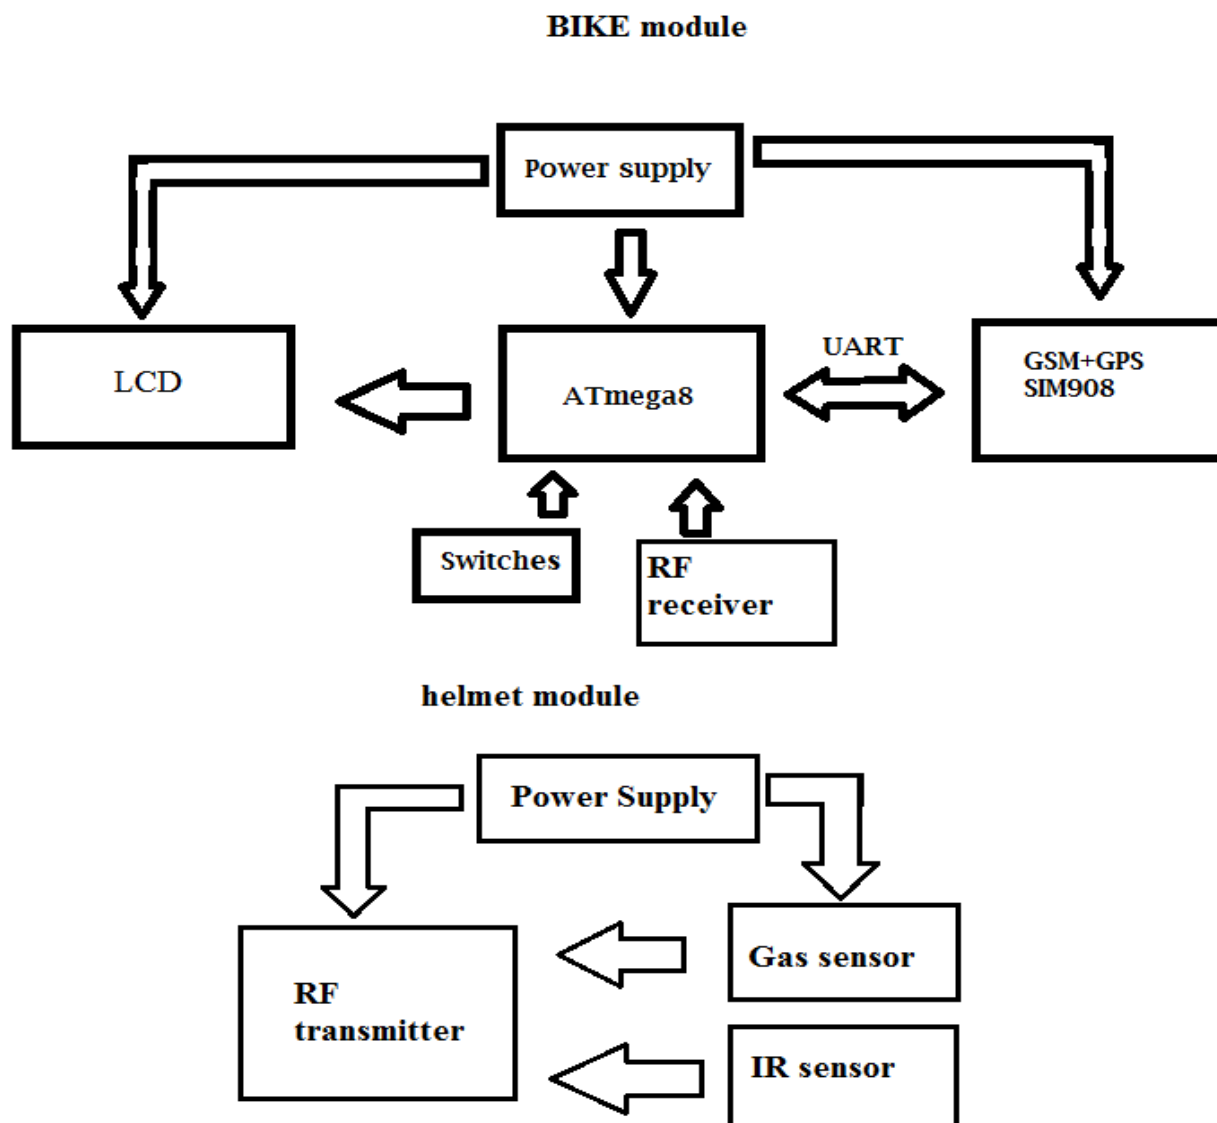 BIKE module
Power supply
LCD
ATmega8
UART
GSM+GPS
SIM908
Switches
RF
receiver
helmet module
Power Supply
RF
transmitter
Gas sensor
IR sensor